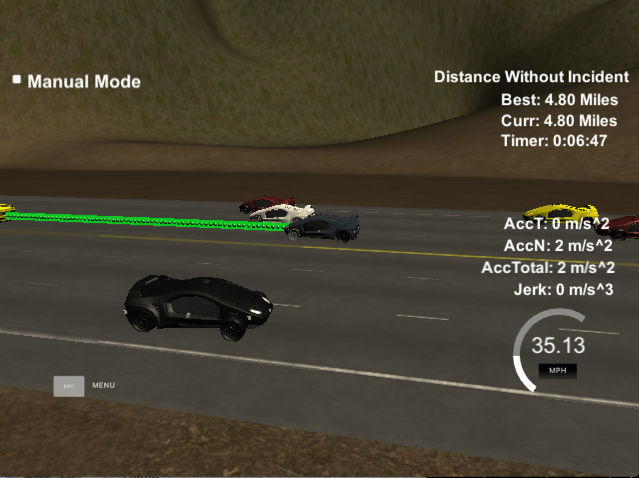 Manual Mode
Distance Without Incident
Best: 4.80 Miles
Curr: 4.80 Miles
Timer: 0:06:47
AccT: 0 m/s^2
AccN: 2 m/s^2
AccTotal: 2 m/s^2
Jerk: 0 m/s^3
35.13
MPH
ESC MENU